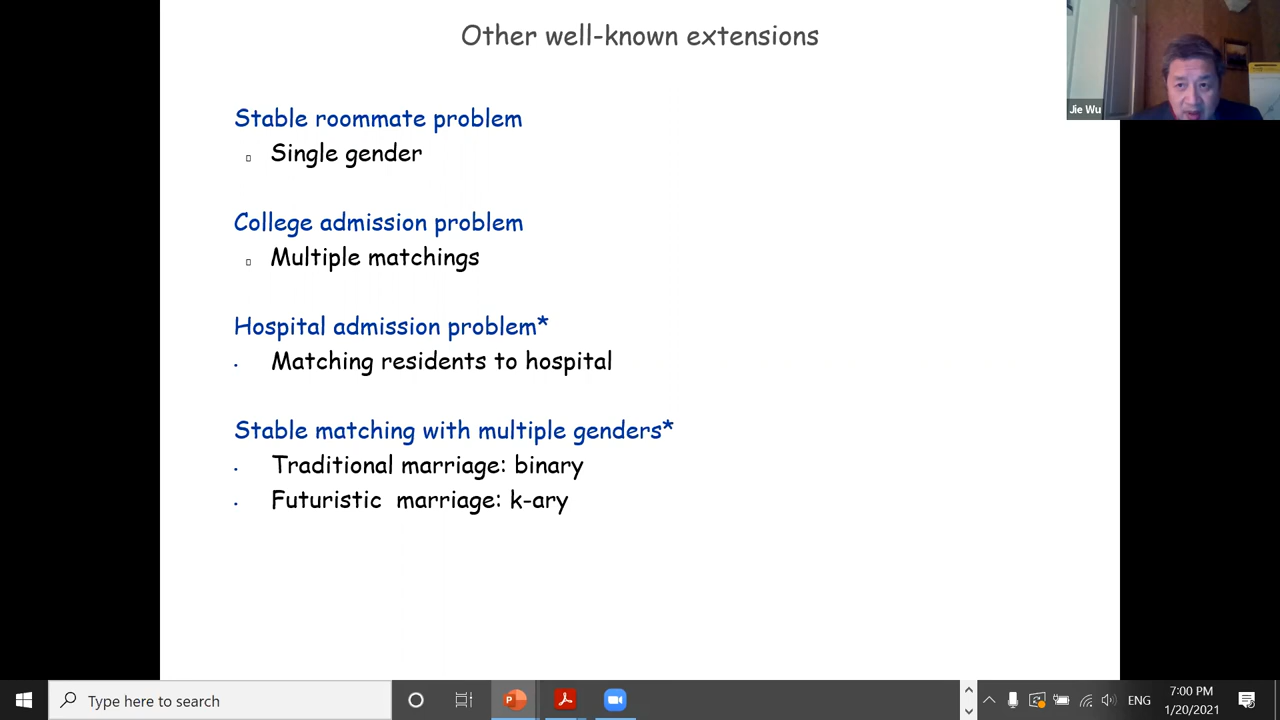 Other well-known extensions
Jie Wu
Stable roommate problem
Single gender
College admission problem
Multiple matchings
Hospital admission problem*
Matching residents to hospital
Stable matching with multiple genders*
Traditional marriage: binary
Futuristic marriage: k-ary
Type here to search
ENG
7:00 PM
1/20/2021